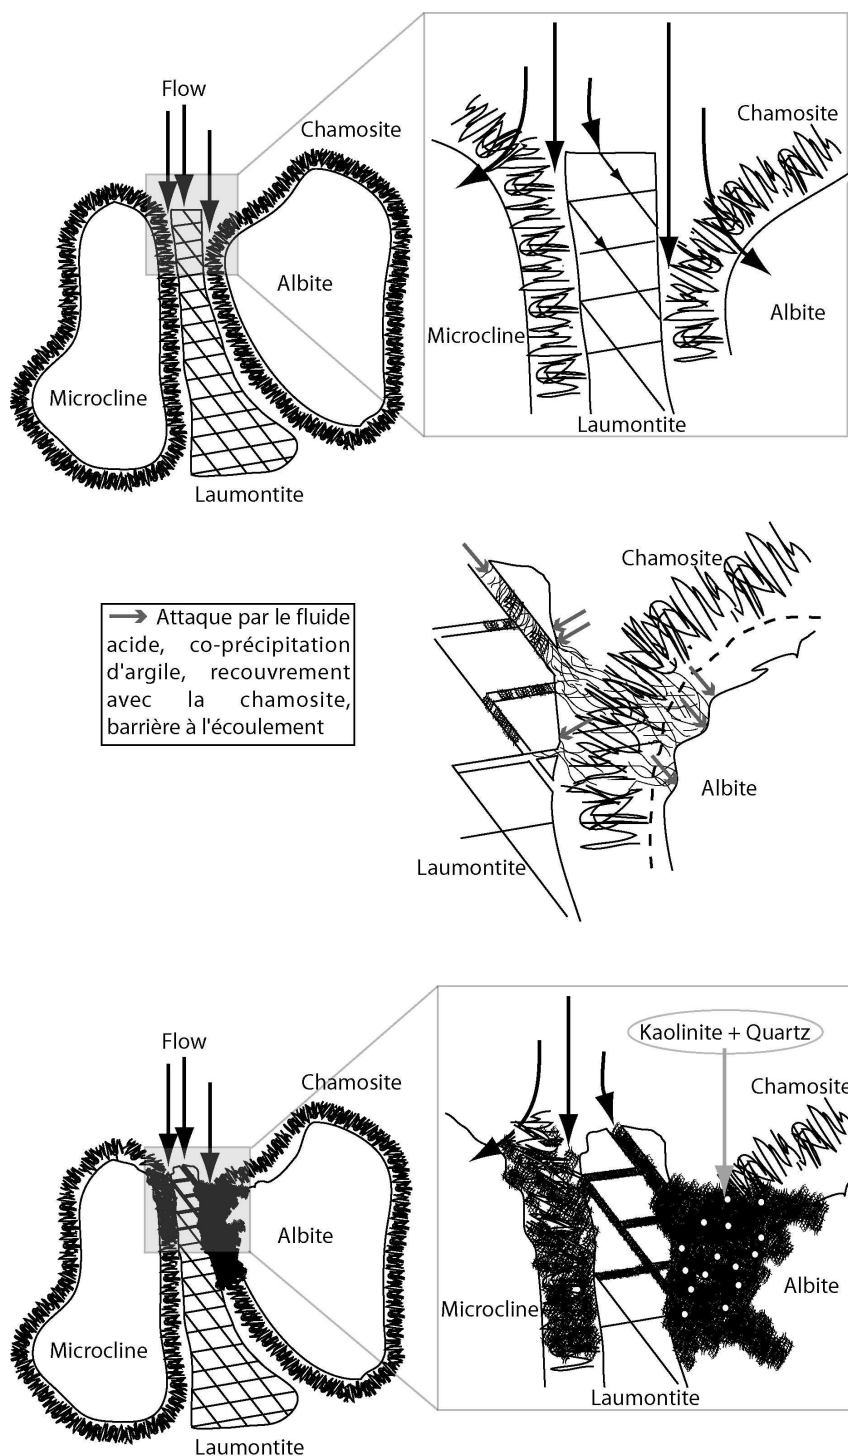 Flow
Chamosite
Albite
Microcline
Laumontite
Chamosite
Microcline
Albite
Laumontite
Attaque par le fluide
acide, co-précipitation
d'argile, recouvrement
avec la chamosite,
barrière à l'écoulement
Chamosite
Albite
Laumontite
Flow
Chamosite
Albite
Microcline
Laumontite
Kaolinite + Quartz
Chamosite
Albite
Microcline
Laumontite